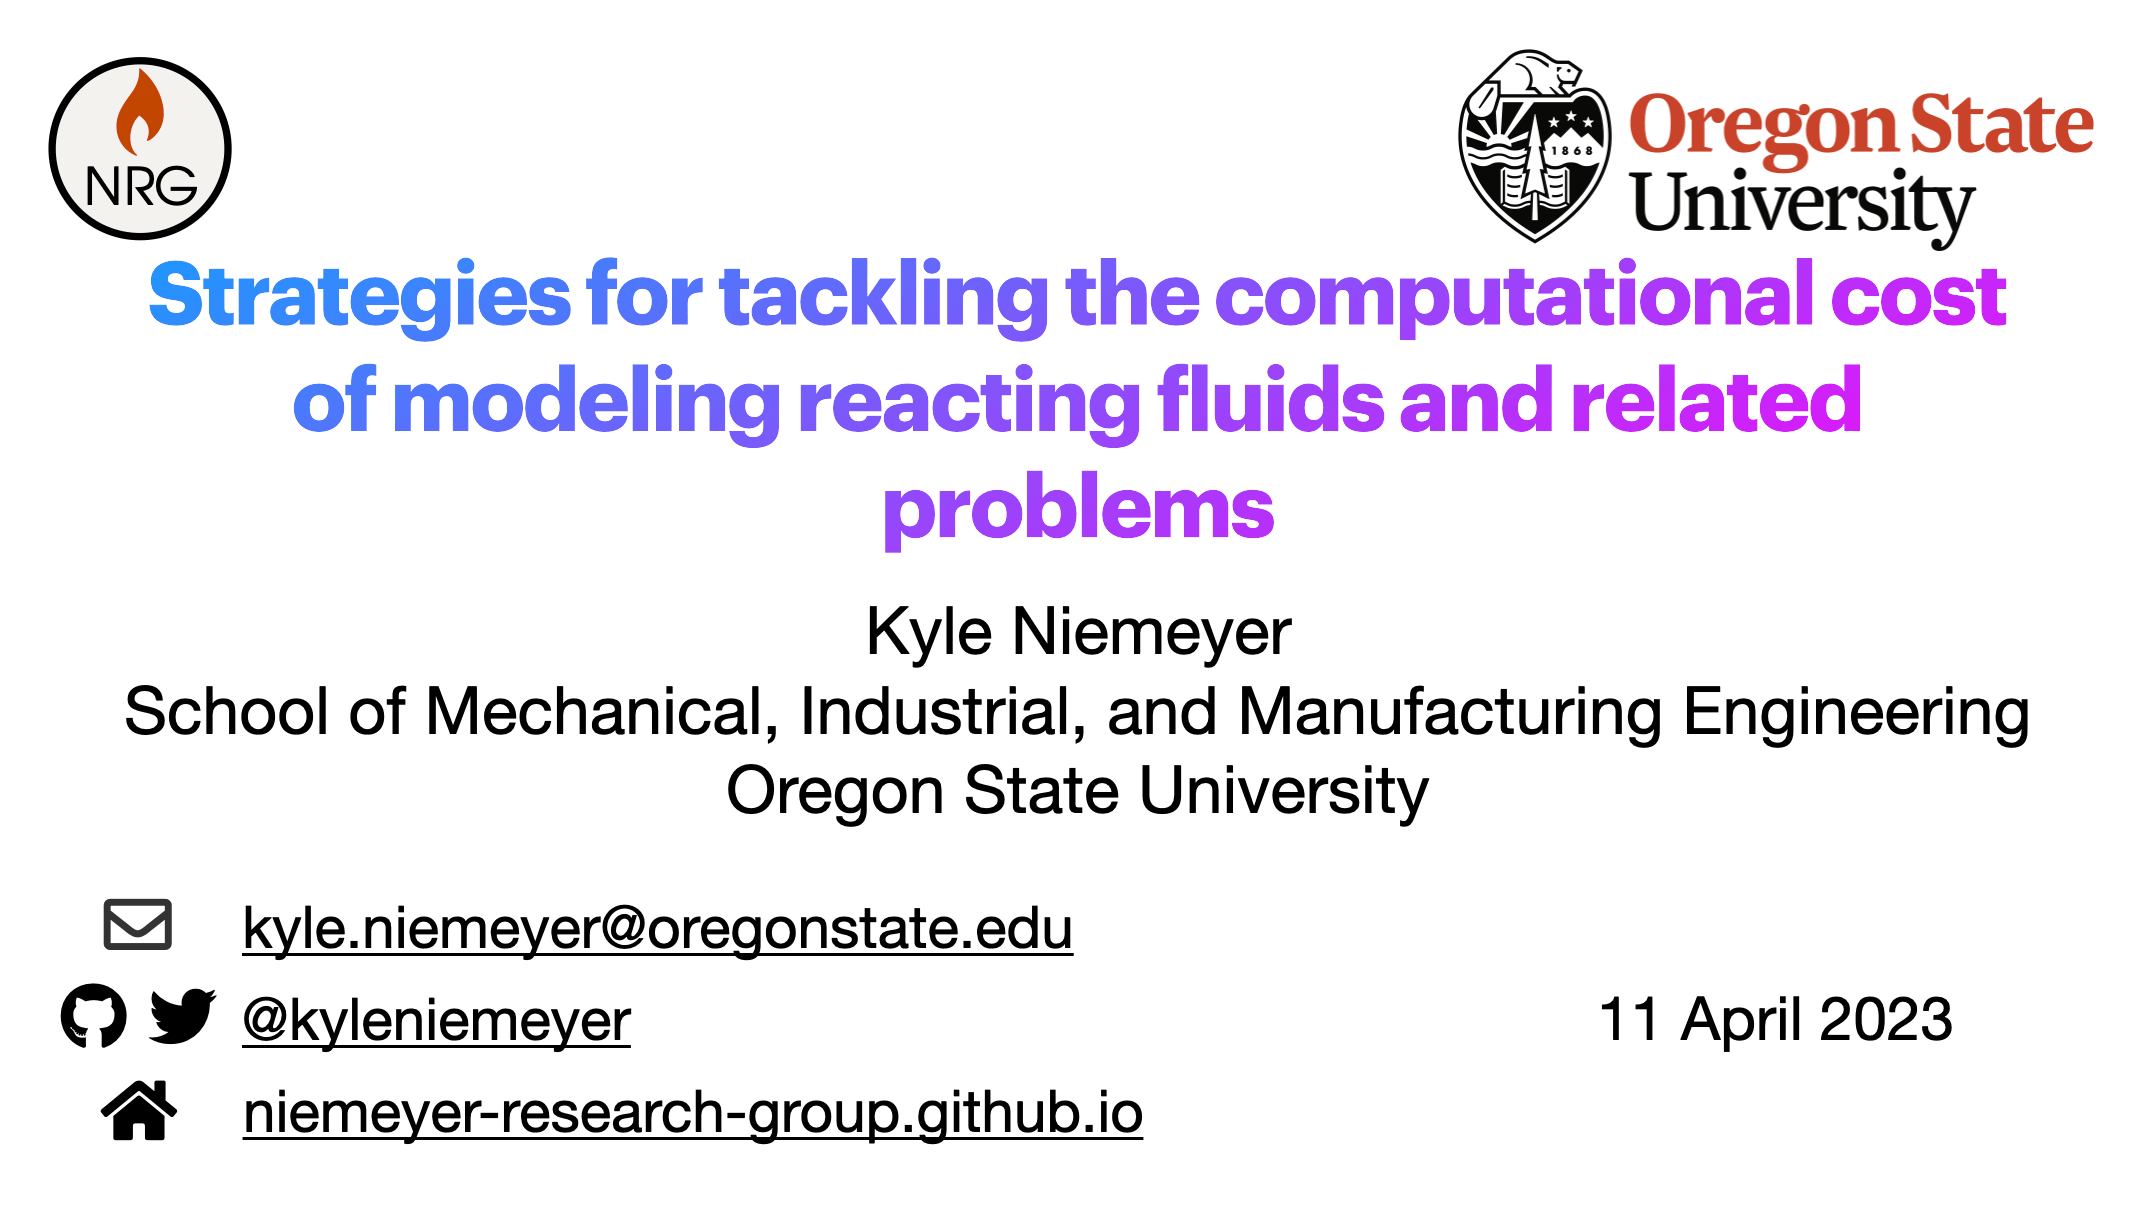 NRG
1868
Oregon State
University
Strategies for tackling the computational cost
of modeling reacting fluids and related
problems
Kyle Niemeyer
School of Mechanical, Industrial, and Manufacturing Engineering
Oregon State University
kyle.niemeyer@oregonstate.edu
@kyleniemeyer
11 April 2023
niemeyer-research-group.github.io